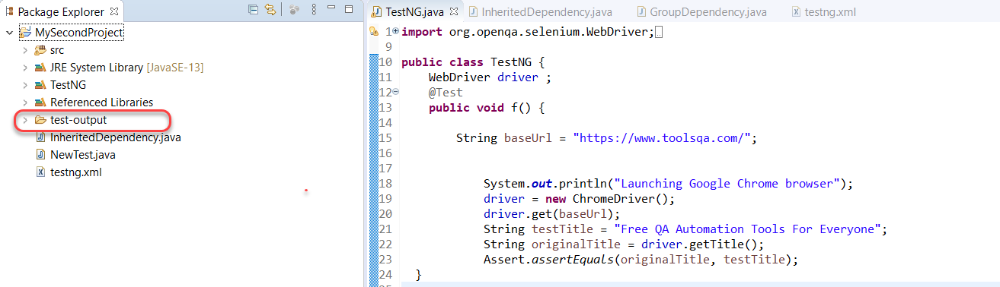 Package Explorer
MySecondProject
src
JRE System Library [JavaSE-13]
TestNG
Referenced Libraries
test-output
InheritedDependency.java
NewTest.java
testng.xml
TestNG.java InheritedDependency.java GroupDependency.java testng.xml
1 import org.openqa.selenium.WebDriver;
9
10 public class TestNG {
11 WebDriver driver ;
12 @Test
13 public void f() {
14
15 String baseUrl = "https://www.toolsqa.com/";
16
17
18 System.out.println("Launching Google Chrome browser");
19 driver = new ChromeDriver();
20 driver.get(baseUrl);
21 String testTitle = "Free QA Automation Tools For Everyone";
22 String originalTitle = driver.getTitle();
23 Assert.assertEquals(originalTitle, testTitle);
24 }